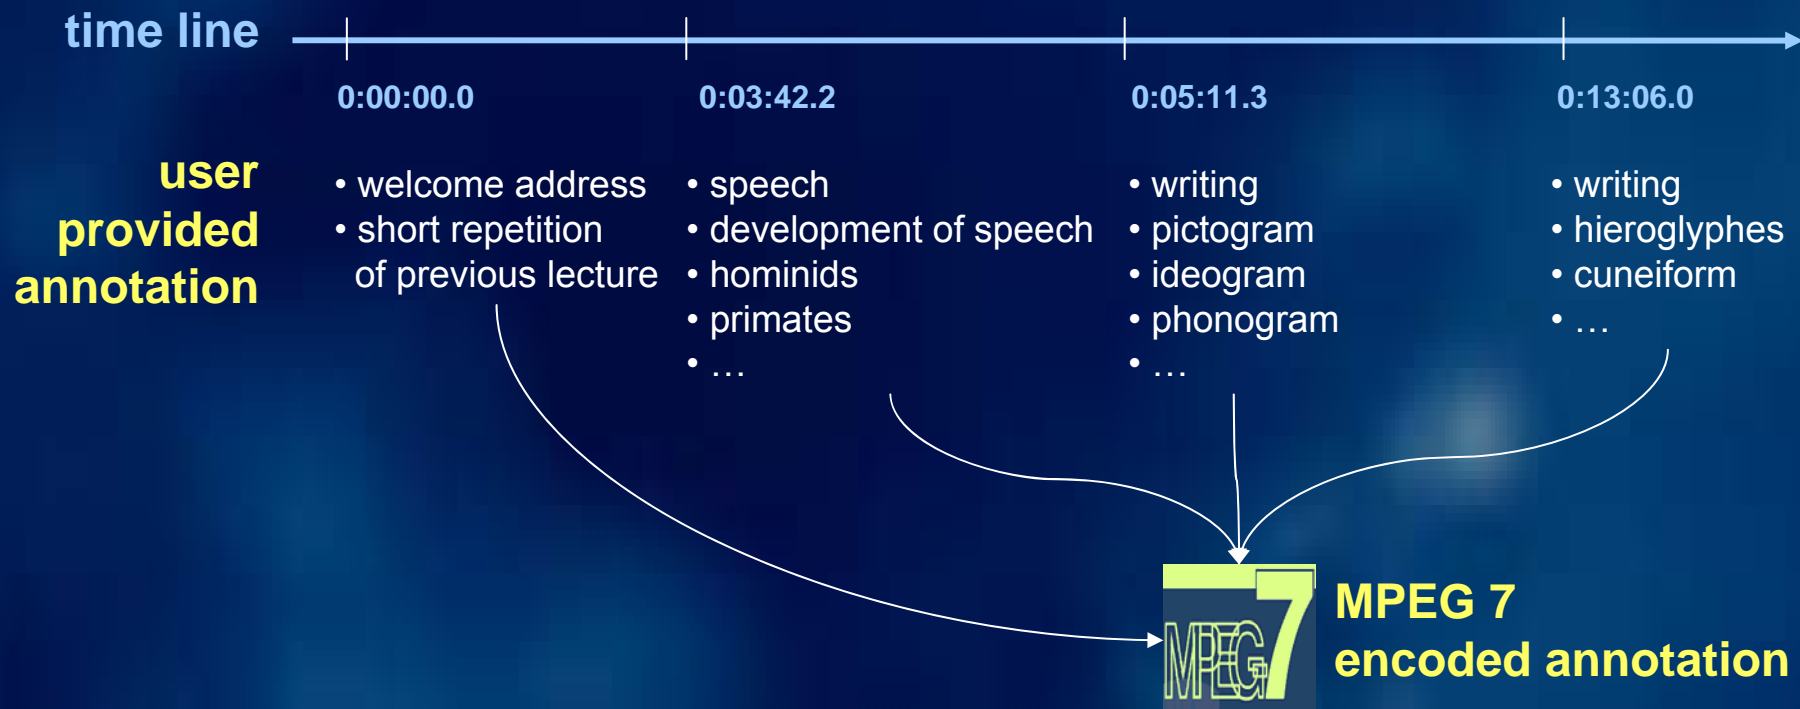 time line
0:00:00.0
0:03:42.2
0:05:11.3
0:13:06.0
user
provided
annotation
• welcome address
• short repetition
of previous lecture
• speech
• development of speech
• hominids
• primates
• …
• writing
• pictogram
• ideogram
• phonogram
• …
• writing
• hieroglyphes
• cuneiform
• …
MPEG 7
MPEG 7
encoded annotation